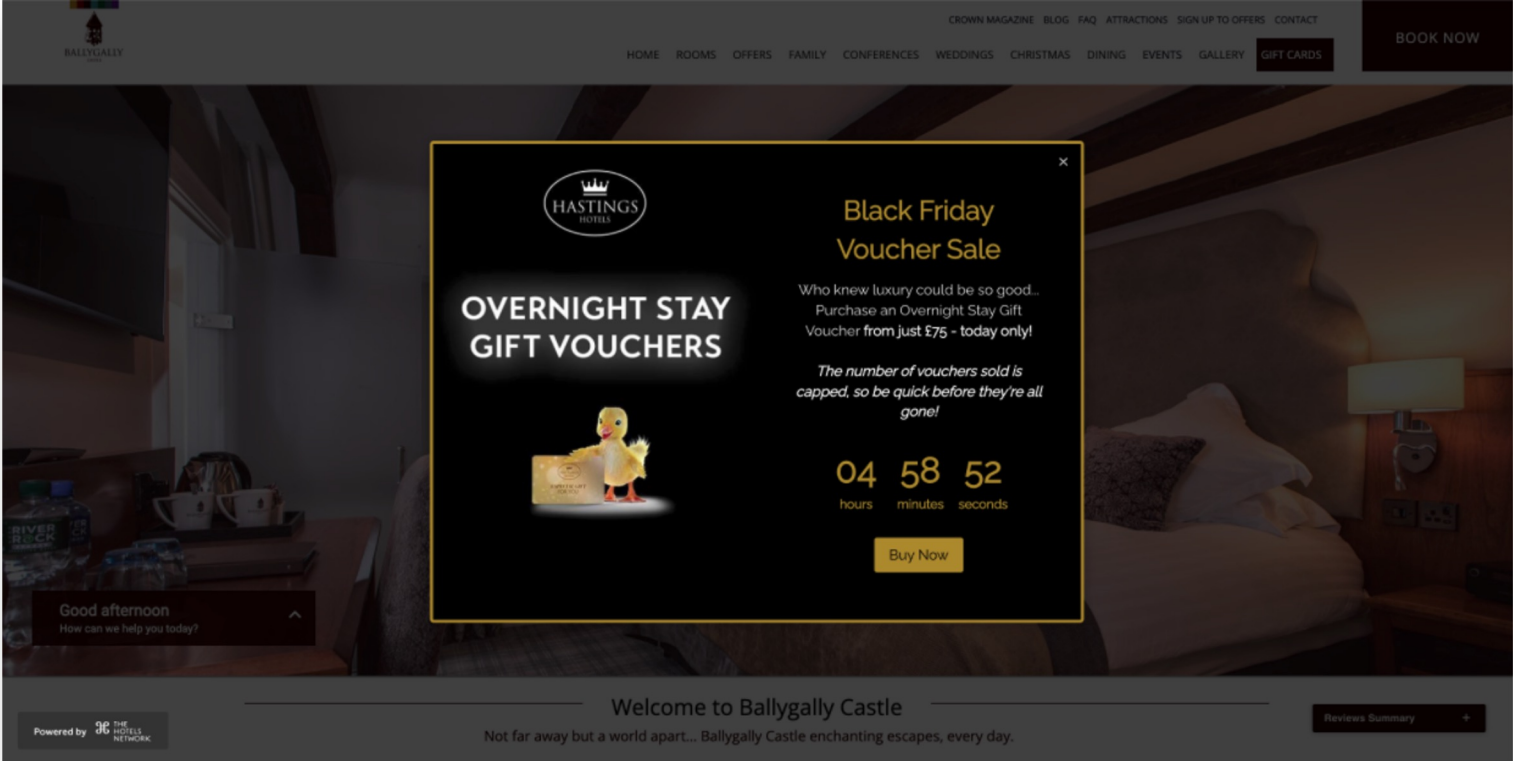 CROWN MAGAZINE BLOG FAQ ATTRACTIONS SIGN UP TO OFFERS CONTACT
BOOK NOW
BALLYGALLY
HOME ROOMS OFFERS FAMILY CONFERENCES WEDDINGS CHRISTMAS DINING EVENTS GALLERY GIFT CARDS
×
HASTINGS
HOTELS
OVERNIGHT STAY
GIFT VOUCHERS
Black Friday
Voucher Sale
Who knew luxury could be so good...
Purchase an Overnight Stay Gift
Voucher from just £75 - today only!
The number of vouchers sold is
capped, so be quick before they're all
gone!
04 58 52
hours minutes seconds
Buy Now
RIVER
ROCK
Good afternoon
How can we help you today?
Welcome to Ballygally Castle
Not far away but a world apart... Ballygally Castle enchanting escapes, every day.
Powered by THE
HOTELS
NETWORK
Reviews Summary +